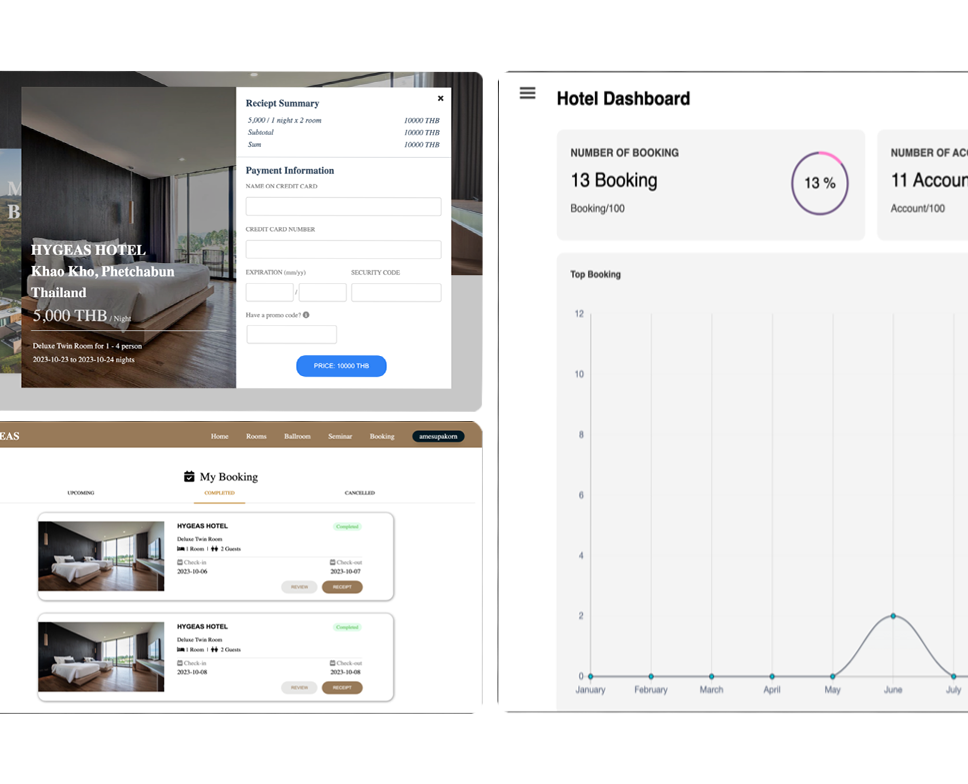 M
B
Reciept Summary
5,000 / 1 night x 2 room 10000 THB
Subtotal 10000 THB
Sum 10000 THB
Payment Information
NAME ON CREDIT CARD
CREDIT CARD NUMBER
EXPIRATION (mm/yy) SECURITY CODE
/
Have a promo code?
PRICE: 10000 THB
HYGEAS HOTEL
Khao Kho, Phetchabun
Thailand
5,000 THB / Night
Deluxe Twin Room for 1 - 4 person
2023-10-23 to 2023-10-24 nights
EAS Home Rooms Ballroom Seminar Booking amesupakorn
My Booking
UPCOMING COMPLETED CANCELLED
HYGEAS HOTEL Completed
Deluxe Twin Room
1 Room | 2 Guests
Check-in Check-out
2023-10-06 2023-10-07
REVIEW RECEIPT
HYGEAS HOTEL Completed
Deluxe Twin Room
1 Room | 2 Guests
Check-in Check-out
2023-10-08 2023-10-08
REVIEW RECEIPT
Hotel Dashboard
NUMBER OF BOOKING
13 Booking
Booking/100
13 %
NUMBER OF ACC
11 Accoun
Account/100
Top Booking
12
10
8
6
4
2
0
January February March April May June July